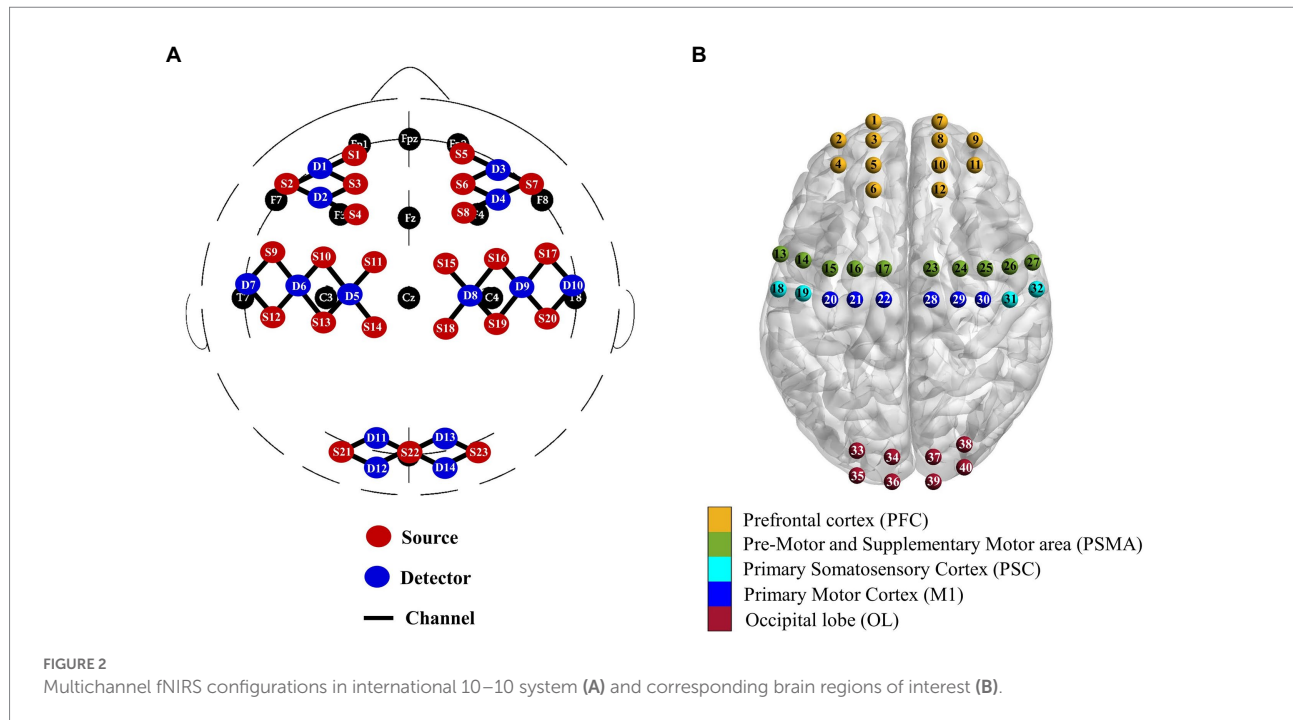 A
B
Fp1 Fpz
S1 S5
D1 D3
S2 S3 S6 S7
D2 D4
F7 F8
F3 S4 Fz S8 F4
S9 S10 S11 S15 S16 S17
D7 D6 D5 D8 D9 D10
T7 C3 Cz C4 T8
S12 S13 S14 S18 S19 S20
D11 D13
S21 S22 S23
D12 D14
Source
Detector
Channel
1 7
2 3 8 9
4 5 10 11
6 12
13 14 15 16 17 23 24 25 26 27
18 19 20 21 22 28 29 30 31 32
33 34 37 38
35 36 39 40
Prefrontal cortex (PFC)
Pre-Motor and Supplementary Motor area (PSMA)
Primary Somatosensory Cortex (PSC)
Primary Motor Cortex (M1)
Occipital lobe (OL)
FIGURE 2
Multichannel fNIRS configurations in international 10–10 system (A) and corresponding brain regions of interest (B).